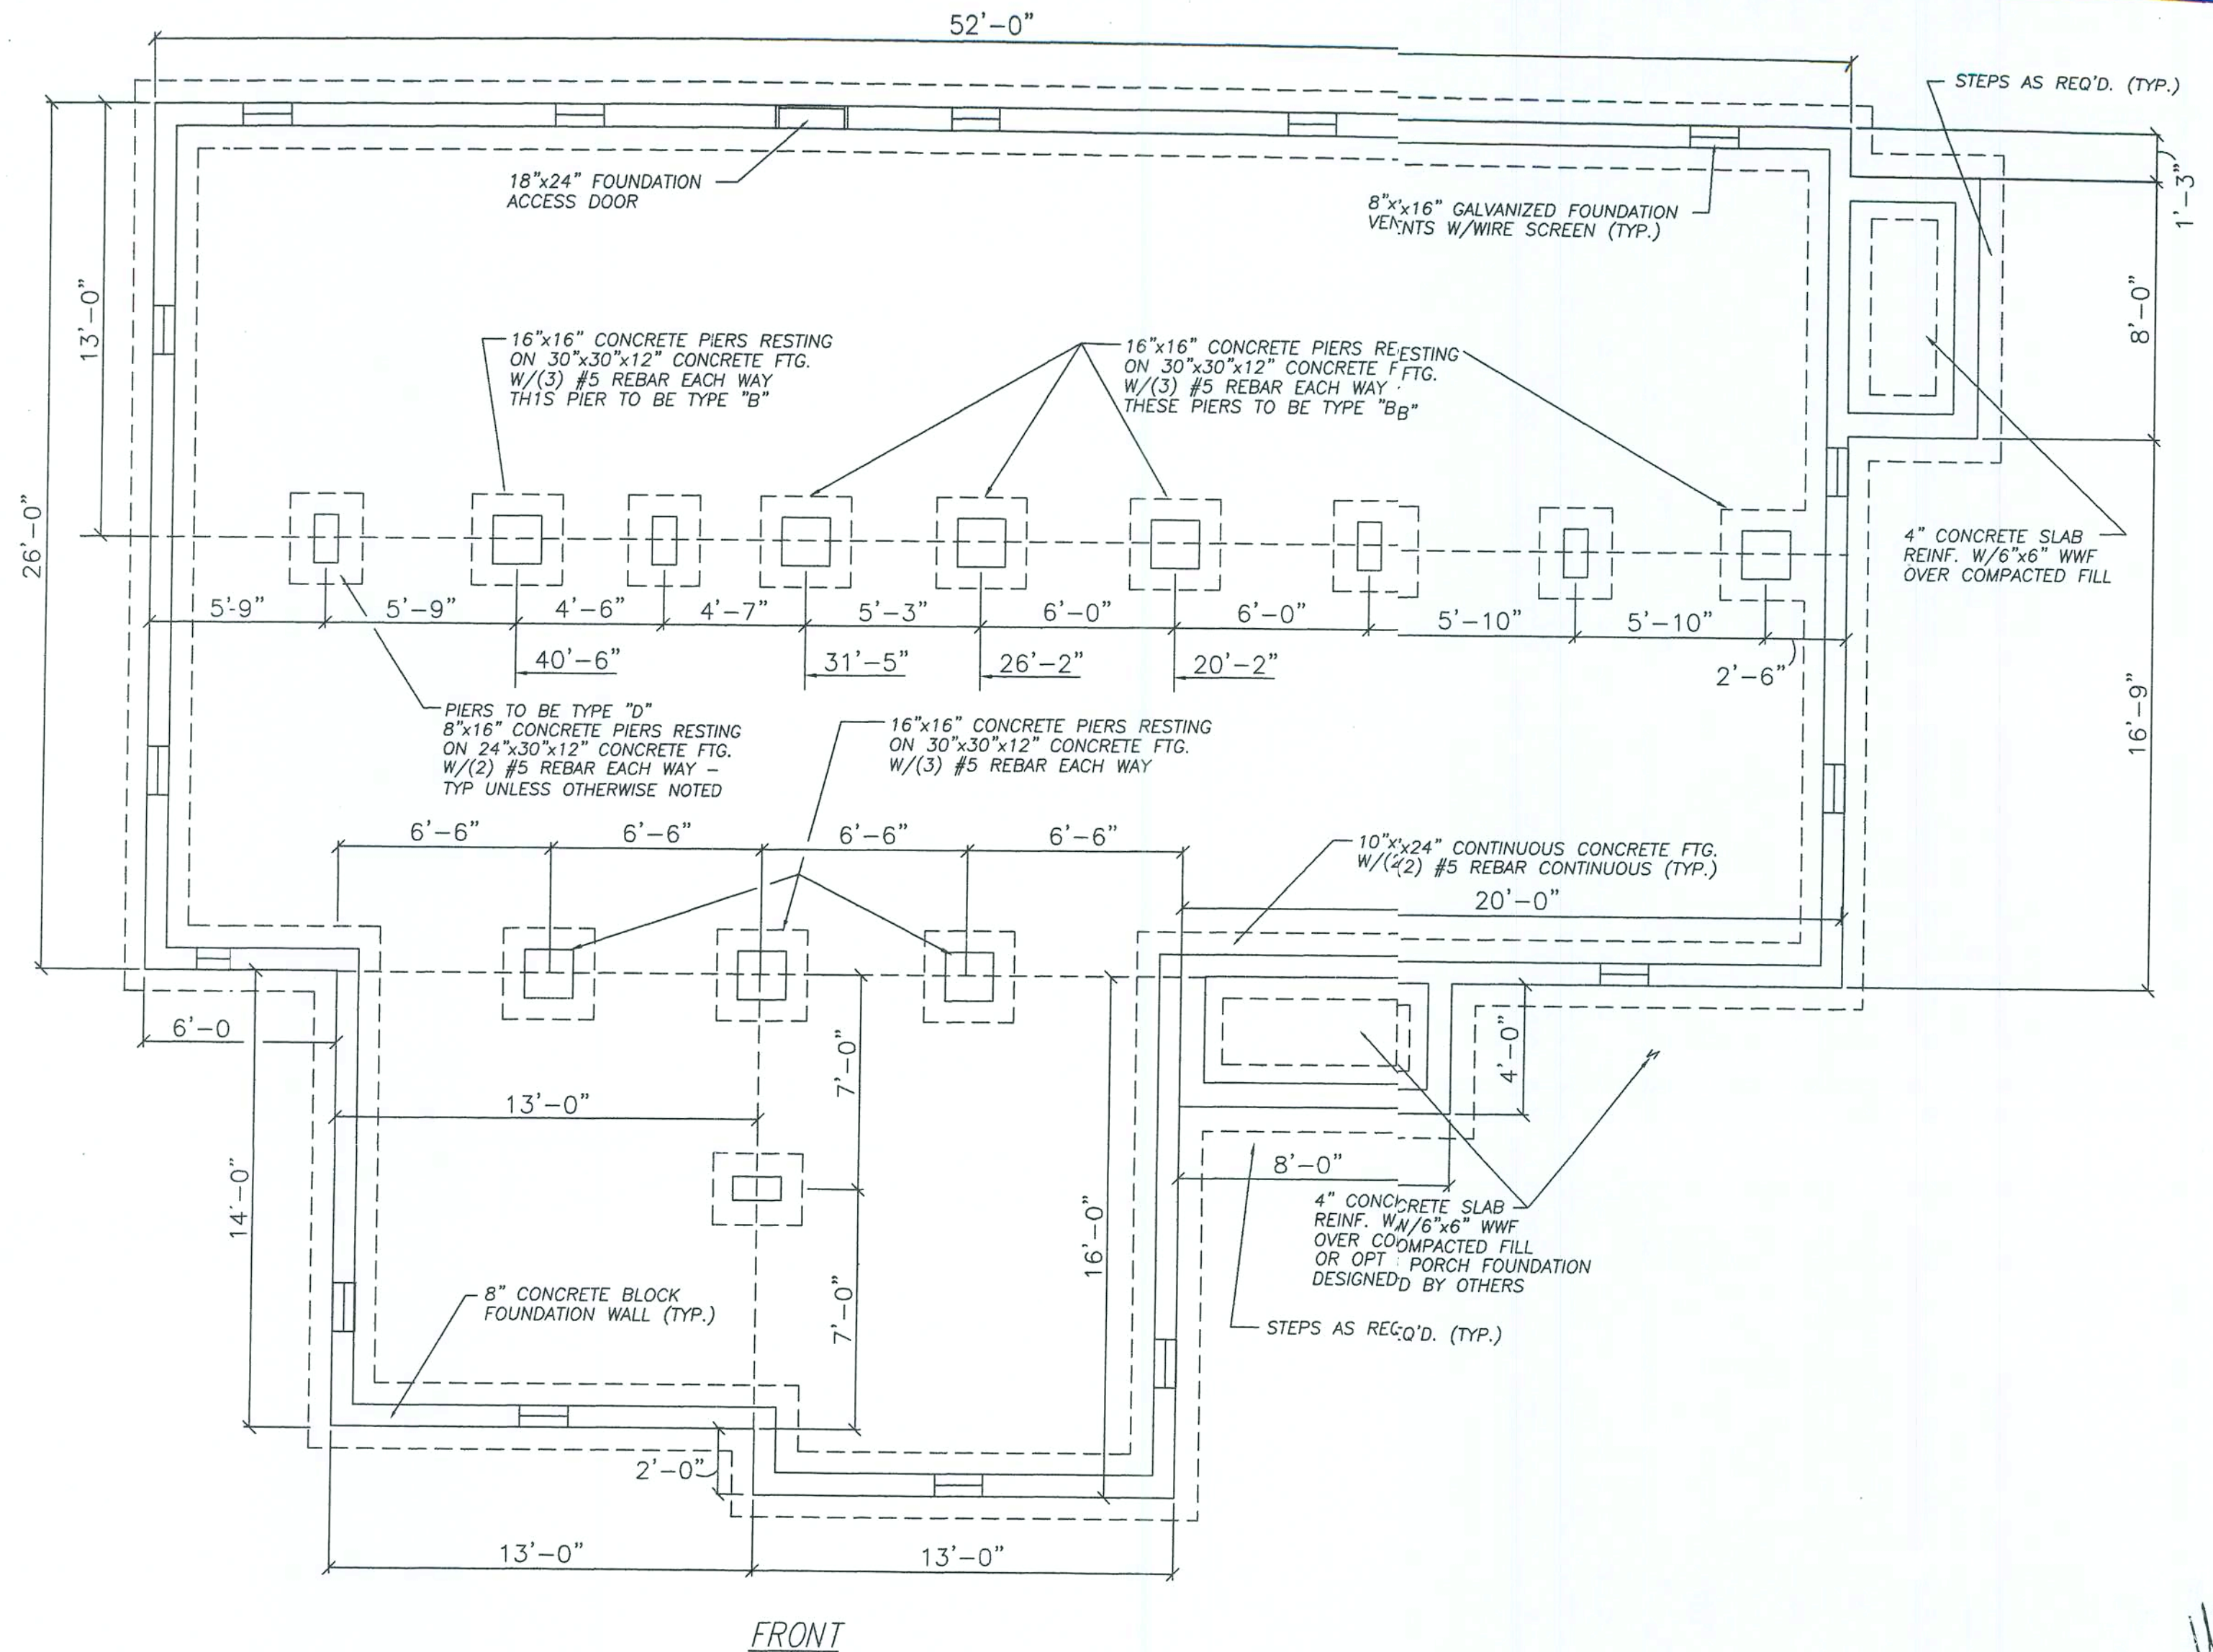 52'-0"
STEPS AS REQ'D. (TYP.)
18"x24" FOUNDATION
ACCESS DOOR
8"x16" GALVANIZED FOUNDATION
VENTS W/WIRE SCREEN (TYP.)
1'-3"
13'-0"
8'-0"
26'-0"
16"x16" CONCRETE PIERS RESTING
ON 30"x30"x12" CONCRETE FTG.
W/(3) #5 REBAR EACH WAY
THIS PIER TO BE TYPE "B"
16"x16" CONCRETE PIERS RESTING
ON 30"x30"x12" CONCRETE FTG.
W/(3) #5 REBAR EACH WAY
THESE PIERS TO BE TYPE "B"
4" CONCRETE SLAB
REINF. W/6"x6" WWF
OVER COMPACTED FILL
5'-9"
5'-9"
4'-6"
4'-7"
5'-3"
6'-0"
6'-0"
5'-10"
5'-10"
2'-6"
40'-6"
31'-5"
26'-2"
20'-2"
16'-9"
PIERS TO BE TYPE "D"
8"x16" CONCRETE PIERS RESTING
ON 24"x30"x12" CONCRETE FTG.
W/(2) #5 REBAR EACH WAY –
TYP UNLESS OTHERWISE NOTED
16"x16" CONCRETE PIERS RESTING
ON 30"x30"x12" CONCRETE FTG.
W/(3) #5 REBAR EACH WAY
6'-6"
6'-6"
6'-6"
6'-6"
10"x24" CONTINUOUS CONCRETE FTG.
W/(2) #5 REBAR CONTINUOUS (TYP.)
20'-0"
6'-0
7'-0"
4'-0"
13'-0"
14'-0"
16'-0"
8'-0"
4" CONCRETE SLAB
REINF. W/6"x6" WWF
OVER COMPACTED FILL
OR OPT PORCH FOUNDATION
DESIGNED BY OTHERS
8" CONCRETE BLOCK
FOUNDATION WALL (TYP.)
7'-0"
STEPS AS REQ'D. (TYP.)
2'-0"
13'-0"
13'-0"
FRONT